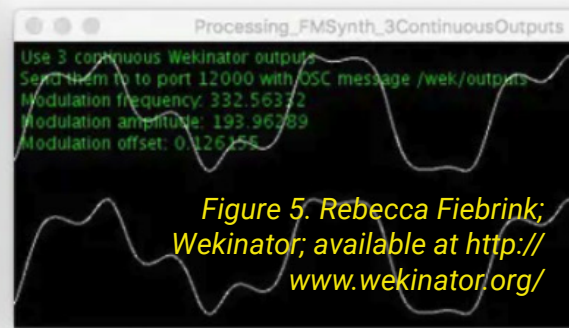 Processing_FMSynth_3ContinuousOutputs
Use 3 continuous Wekinator outputs
Send them to to port 12000 with OSC message /wek/outputs
Modulation frequency: 332.56332
Modulation amplitude: 193.96289
Modulation offset: 0.126155
Figure 5. Rebecca Fiebrink;
Wekinator; available at http://
www.wekinator.org/